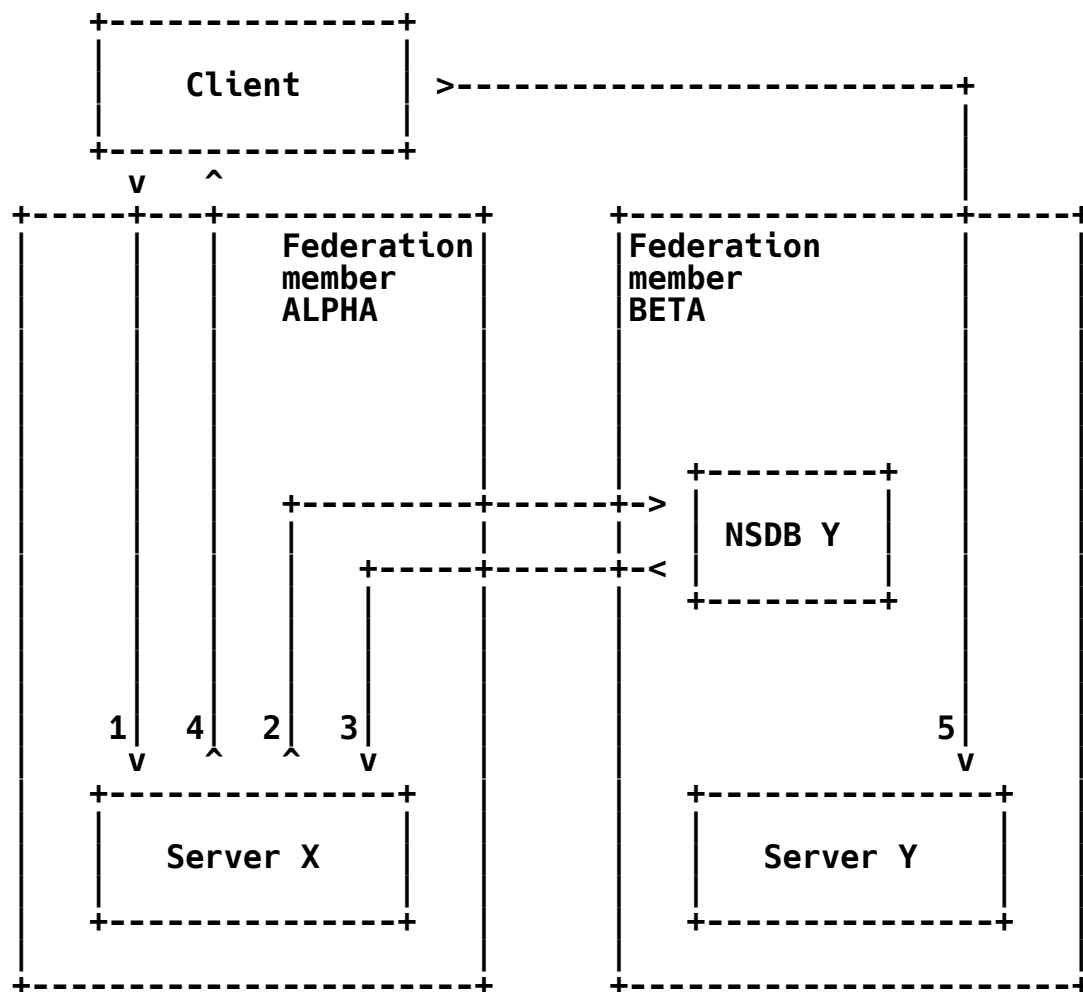 Client
Federation
member
ALPHA
Federation
member
BETA
NSDB Y
1 4 2 3 5
Server X
Server Y